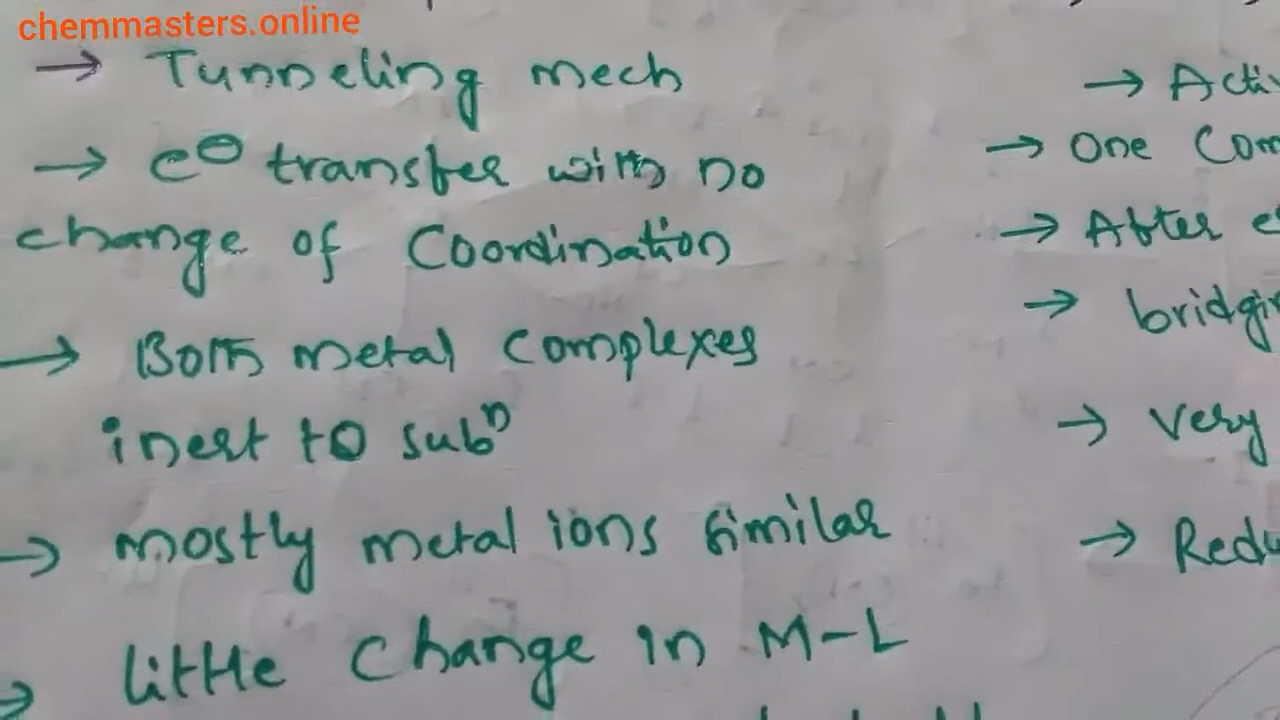 chemmasters.online
→ Tunneling mech
→ e⊖ transfer with no
change of Coordination
→ Both metal complexes
inert to subⁿ
→ mostly metal ions similar
→ little change in M-L
→ Acti
→ One Com
→ After e
→ bridgin
→ Very
→ Redu